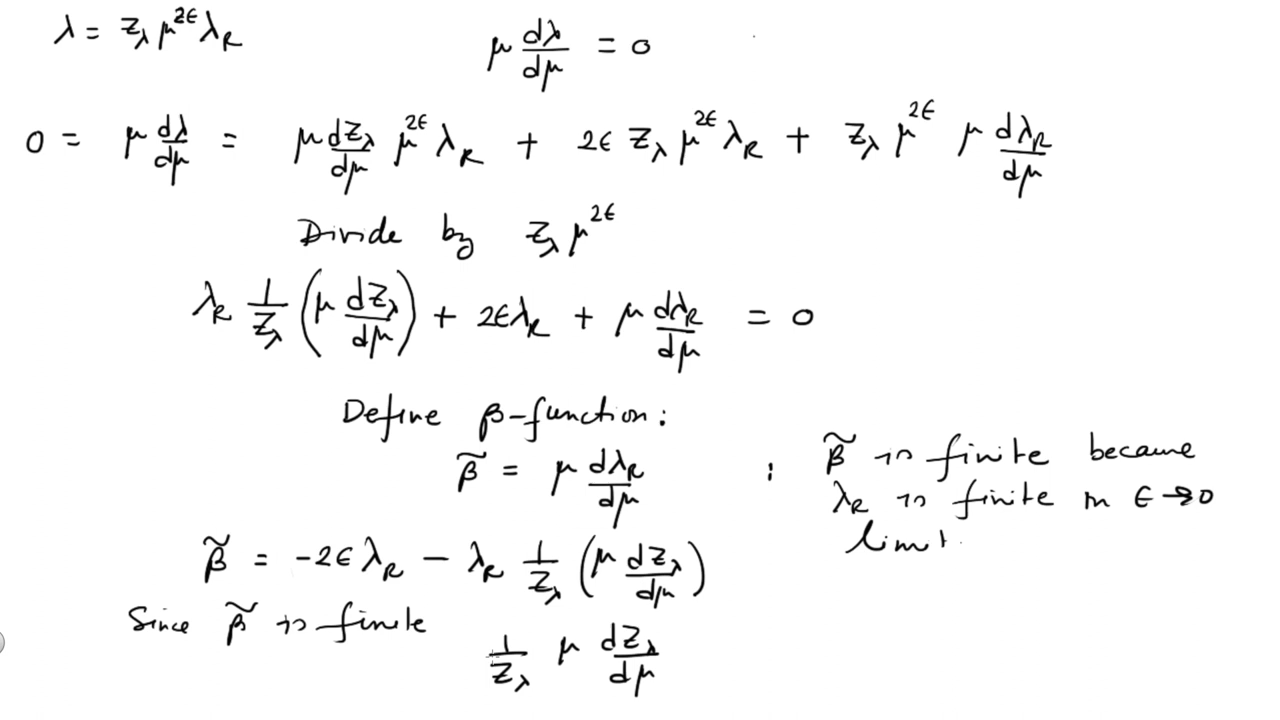 λ = Z_λ μ^{2ϵ} λ_R     μ dλ/dμ = 0
0 = μ dλ/dμ = μ dZ_λ/dμ μ^{2ϵ} λ_R + 2ϵ Z_λ μ^{2ϵ} λ_R + Z_λ μ^{2ϵ} μ dλ_R/dμ
Divide by Z_λ μ^{2ϵ}
λ_R 1/Z_λ (μ dZ_λ/dμ) + 2ϵλ_R + μ dλ_R/dμ = 0
Define β-function:
β̃ = μ dλ_R/dμ ; β̃ is finite because
λ_R is finite in ϵ→0
limit.
β̃ = -2ϵ λ_R - λ_R 1/Z_λ (μ dZ_λ/dμ)
Since β̃ is finite
1/Z_λ μ dZ_λ/dμ